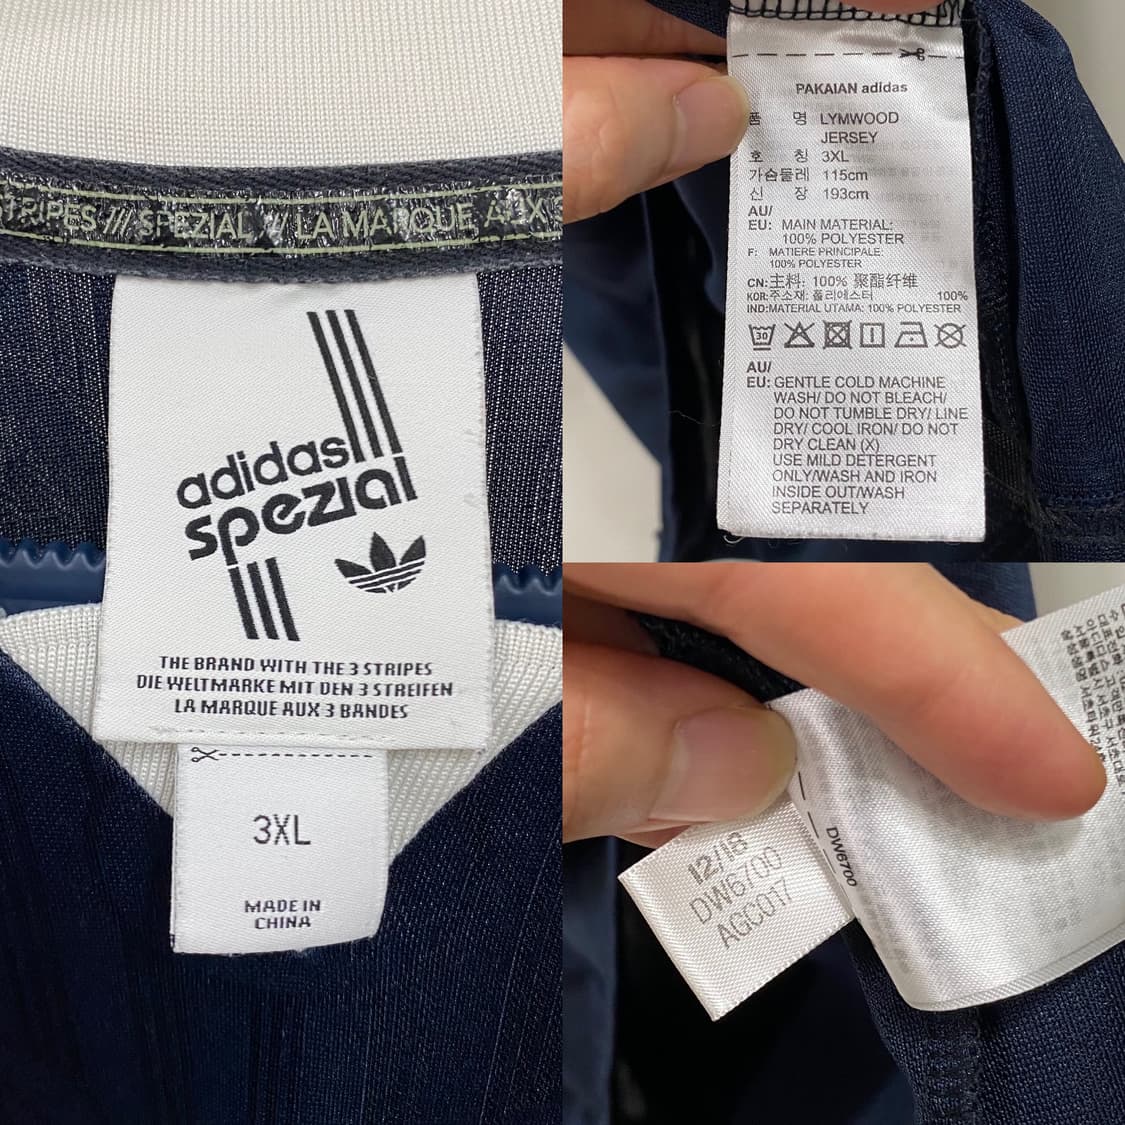 TRIPES /// SPEZIAL /// LA MARQUE AUX
adidas
spezial
THE BRAND WITH THE 3 STRIPES
DIE WELTMARKE MIT DEN 3 STREIFEN
LA MARQUE AUX 3 BANDES
3XL
MADE IN
CHINA
PAKAIAN adidas
품 명 LYMWOOD
JERSEY
호 칭 3XL
가슴둘레 115cm
신 장 193cm
AU/
EU: MAIN MATERIAL:
100% POLYESTER
F: MATIERE PRINCIPALE:
100% POLYESTER
CN:主料: 100% 聚酯纤维
KOR:주소재: 폴리에스터 100%
IND:MATERIAL UTAMA: 100% POLYESTER
30
AU/
EU: GENTLE COLD MACHINE
WASH/ DO NOT BLEACH/
DO NOT TUMBLE DRY/ LINE
DRY/ COOL IRON/ DO NOT
DRY CLEAN (X)
USE MILD DETERGENT
ONLY/WASH AND IRON
INSIDE OUT/WASH
SEPARATELY
12/18
DW6700
AGC017
DW6700